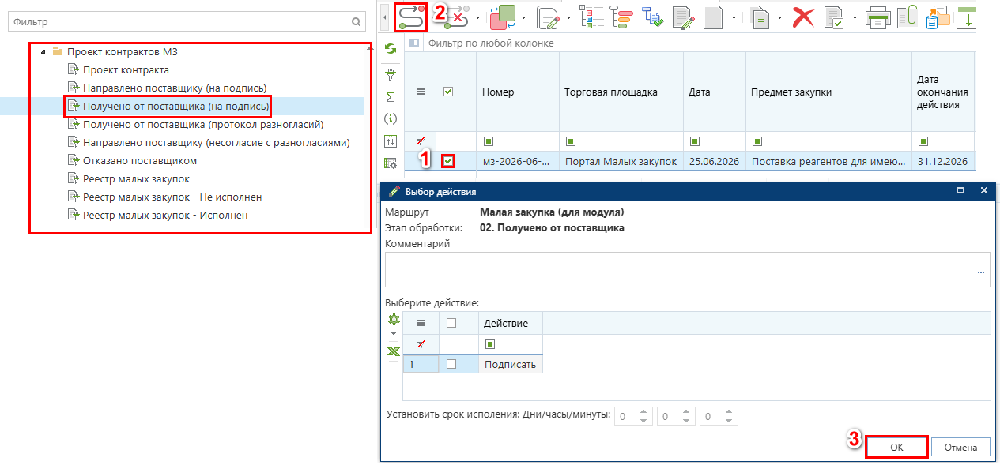 Фильтр
Проект контрактов МЗ
Проект контракта
Направлено поставщику (на подпись)
Получено от поставщика (на подпись)
Получено от поставщика (протокол разногласий)
Направлено поставщику (несогласие с разногласиями)
Отказано поставщиком
Реестр малых закупок
Реестр малых закупок - Не исполнен
Реестр малых закупок - Исполнен
2
Фильтр по любой колонке
Номер
Торговая площадка
Дата
Предмет закупки
Дата
окончания
действия
1
мз-2026-06-...
Портал Малых закупок
25.06.2026
Поставка реагентов для имею...
31.12.2026
Выбор действия
Маршрут
Малая закупка (для модуля)
Этап обработки:
02. Получено от поставщика
Комментарий
...
Выберите действие:
Действие
1
Подписать
Установить срок исполения: Дни/часы/минуты:
0
0
0
3
OK
Отмена